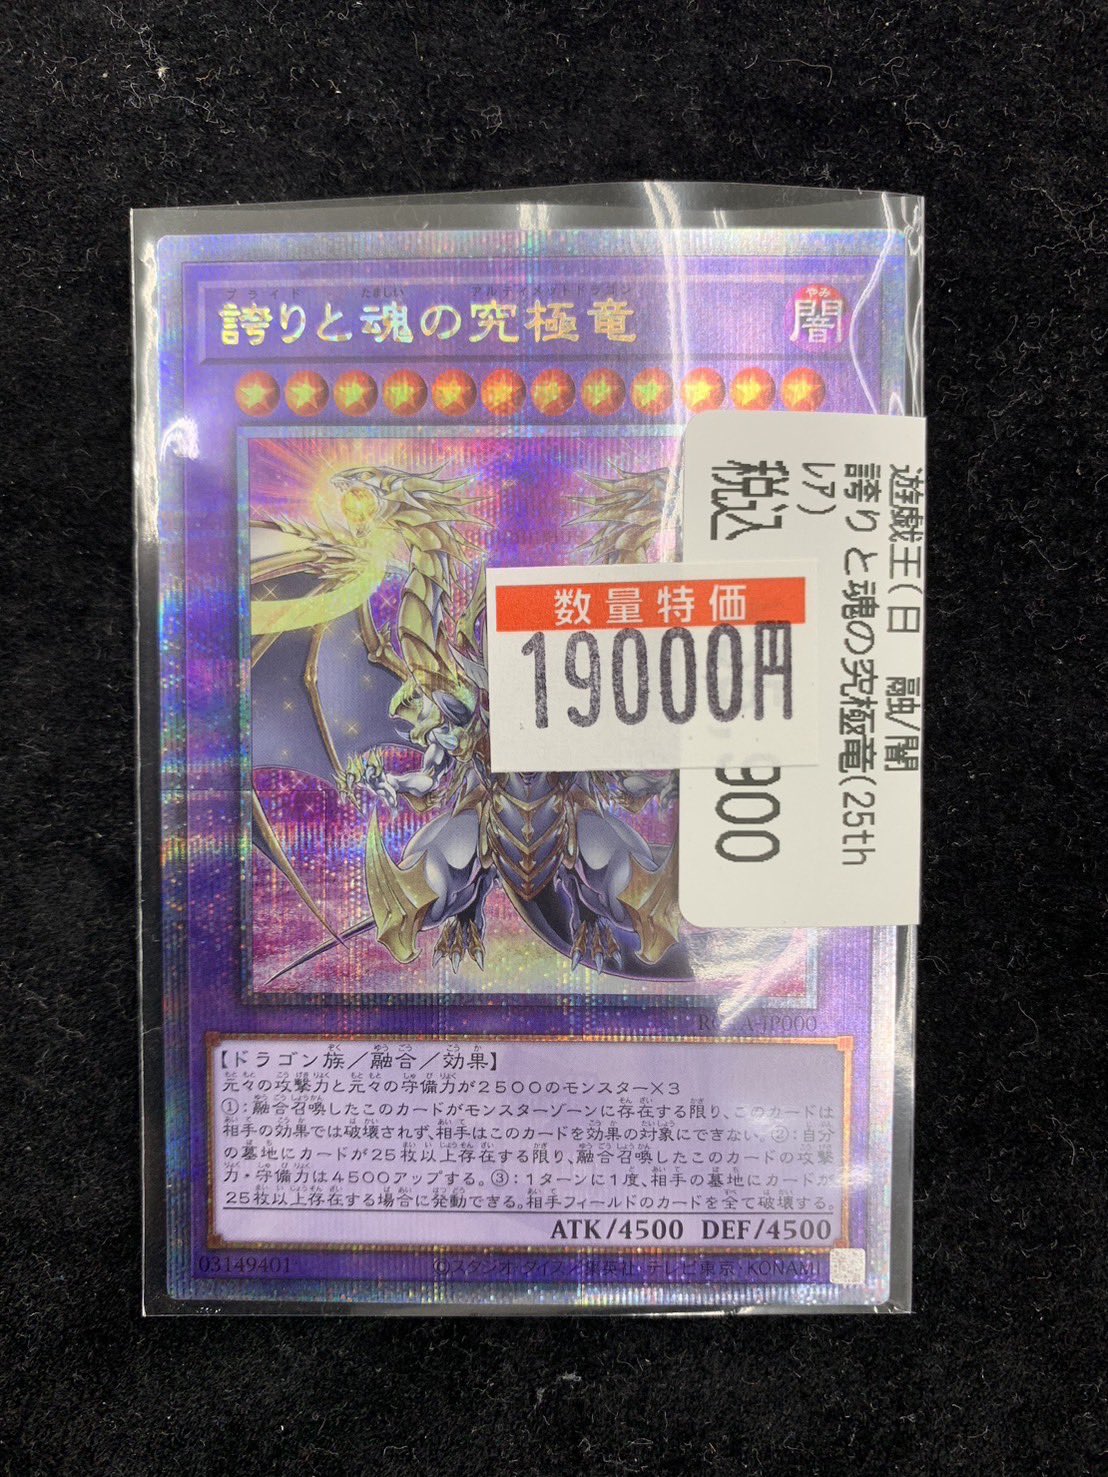 プライド たましい アルティメットドラゴン
誇りと魂の究極竜
やみ
闇
遊戯王(日 融/闇
誇りと魂の究極竜(25th
レア)
税込
900
数量特価
19000円
JP000
【ドラゴン族/融合/効果】
元々の攻撃力と元々の守備力が2500のモンスター×3
①:融合召喚したこのカードがモンスターゾーンに存在する限り、このカードは
相手の効果では破壊されず、相手はこのカードを効果の対象にできない。②:自分
の墓地にカードが25枚以上存在する限り、融合召喚したこのカードの攻撃
力・守備力は4500アップする。③:1ターンに1度、相手の墓地にカードが
25枚以上存在する場合に発動できる。相手フィールドのカードを全て破壊する。
ATK/4500 DEF/4500
03149401
©スタジオ・ダイス/集英社・テレビ東京・KONAMI